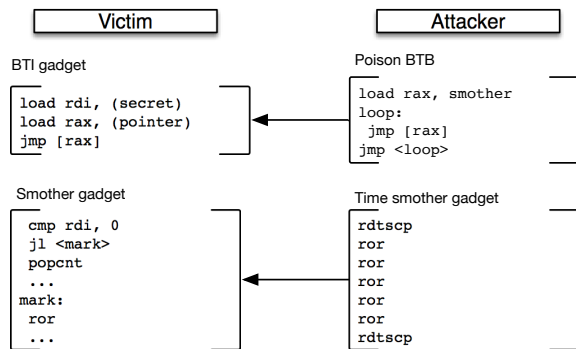 Victim
BTI gadget
load rdi, (secret)
load rax, (pointer)
jmp [rax]
Smother gadget
cmp rdi, 0
jl <mark>
popcnt
...
mark:
ror
...
Attacker
Poison BTB
load rax, smother
loop:
jmp [rax]
jmp <loop>
Time smother gadget
rdtscp
ror
ror
ror
ror
ror
rdtscp